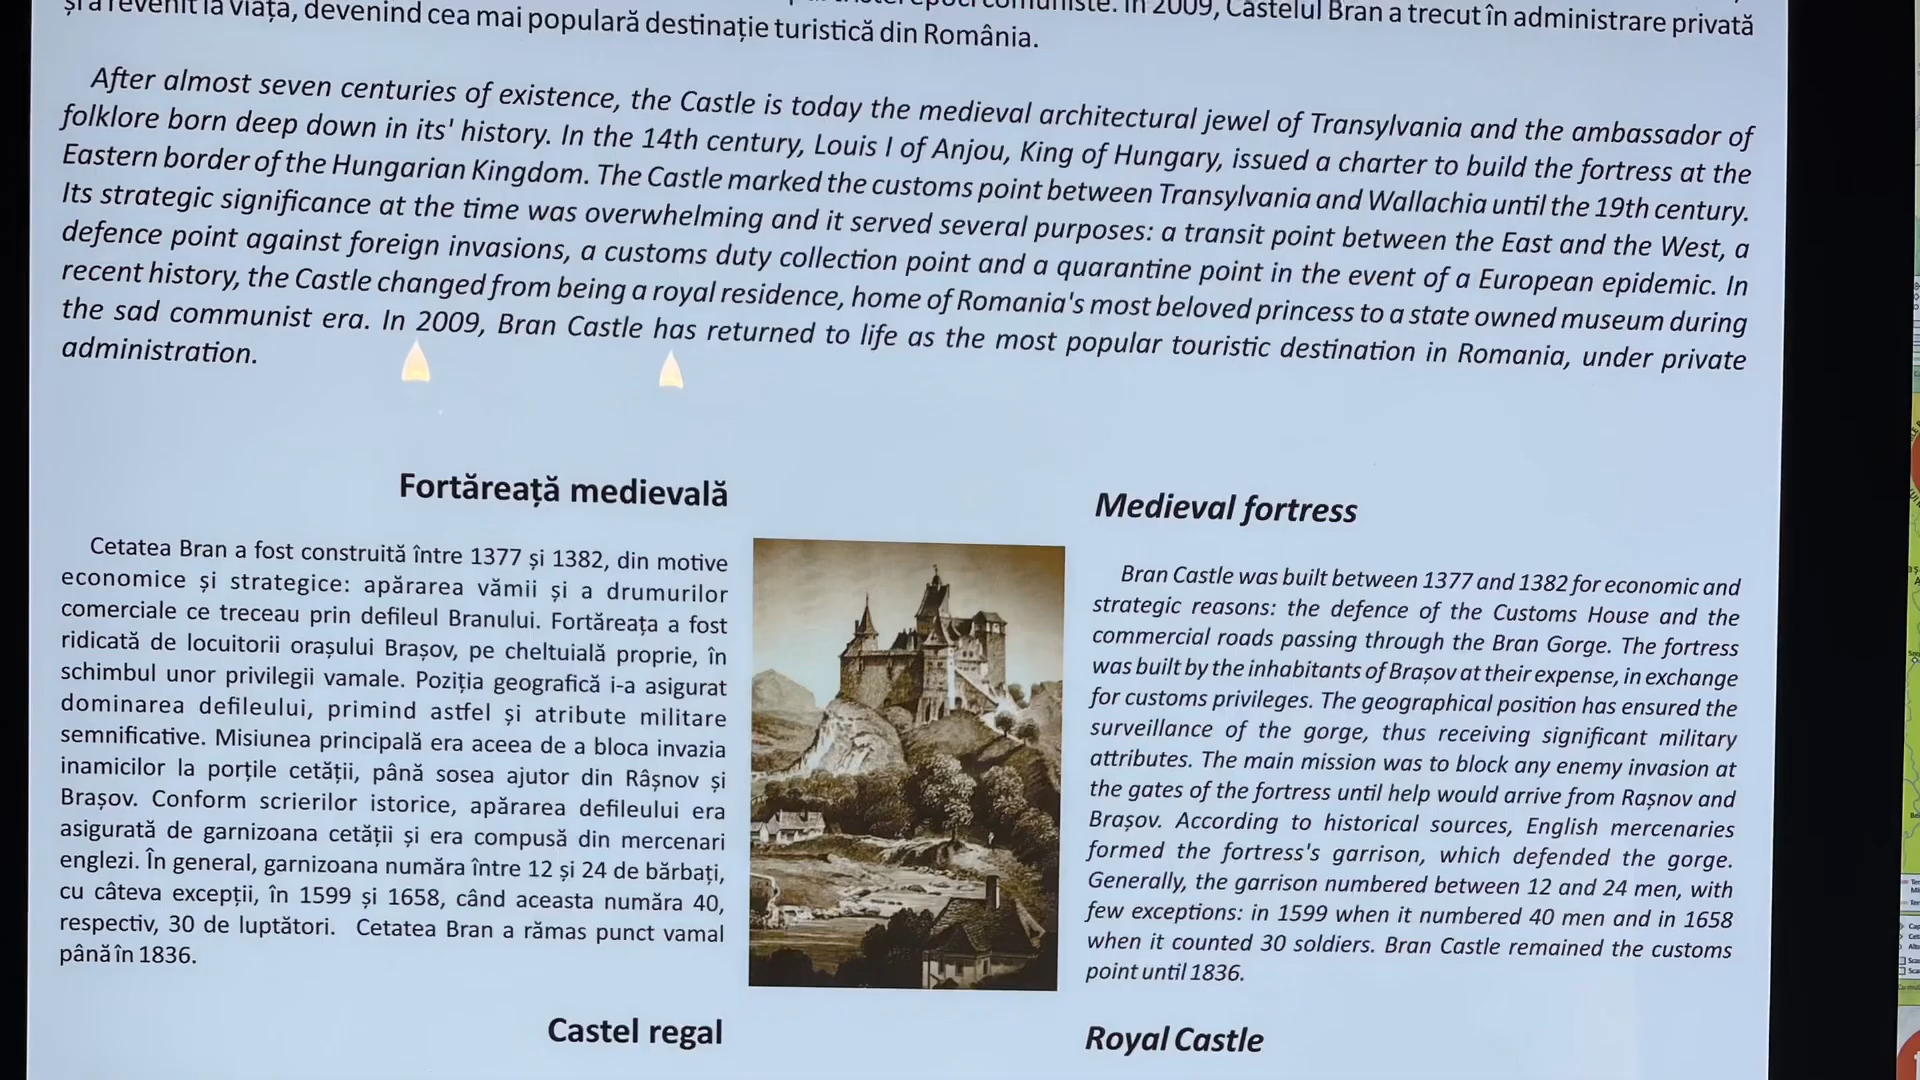 și a revenit la viață, devenind cea mai populară destinație turistică din România.
comuniste. În 2009, Castelul Bran a trecut în administrare privată
After almost seven centuries of existence, the Castle is today the medieval architectural jewel of Transylvania and the ambassador of
folklore born deep down in its' history. In the 14th century, Louis I of Anjou, King of Hungary, issued a charter to build the fortress at the
Eastern border of the Hungarian Kingdom. The Castle marked the customs point between Transylvania and Wallachia until the 19th century.
Its strategic significance at the time was overwhelming and it served several purposes: a transit point between the East and the West, a
defence point against foreign invasions, a customs duty collection point and a quarantine point in the event of a European epidemic. In
recent history, the Castle changed from being a royal residence, home of Romania's most beloved princess to a state owned museum during
the sad communist era. In 2009, Bran Castle has returned to life as the most popular touristic destination in Romania, under private
administration.
Fortăreață medievală
Cetatea Bran a fost construită între 1377 și 1382, din motive
economice și strategice: apărarea vămii și a drumurilor
comerciale ce treceau prin defileul Branului. Fortăreața a fost
ridicată de locuitorii orașului Brașov, pe cheltuială proprie, în
schimbul unor privilegii vamale. Poziția geografică i-a asigurat
dominarea defileului, primind astfel și atribute militare
semnificative. Misiunea principală era aceea de a bloca invazia
inamicilor la porțile cetății, până sosea ajutor din Râșnov și
Brașov. Conform scrierilor istorice, apărarea defileului era
asigurată de garnizoana cetății și era compusă din mercenari
englezi. În general, garnizoana număra între 12 și 24 de bărbați,
cu câteva excepții, în 1599 și 1658, când aceasta număra 40,
respectiv, 30 de luptători. Cetatea Bran a rămas punct vamal
până în 1836.
Medieval fortress
Bran Castle was built between 1377 and 1382 for economic and
strategic reasons: the defence of the Customs House and the
commercial roads passing through the Bran Gorge. The fortress
was built by the inhabitants of Brașov at their expense, in exchange
for customs privileges. The geographical position has ensured the
surveillance of the gorge, thus receiving significant military
attributes. The main mission was to block any enemy invasion at
the gates of the fortress until help would arrive from Rașnov and
Brașov. According to historical sources, English mercenaries
formed the fortress's garrison, which defended the gorge.
Generally, the garrison numbered between 12 and 24 men, with
few exceptions: in 1599 when it numbered 40 men and in 1658
when it counted 30 soldiers. Bran Castle remained the customs
point until 1836.
Castel regal
Royal Castle